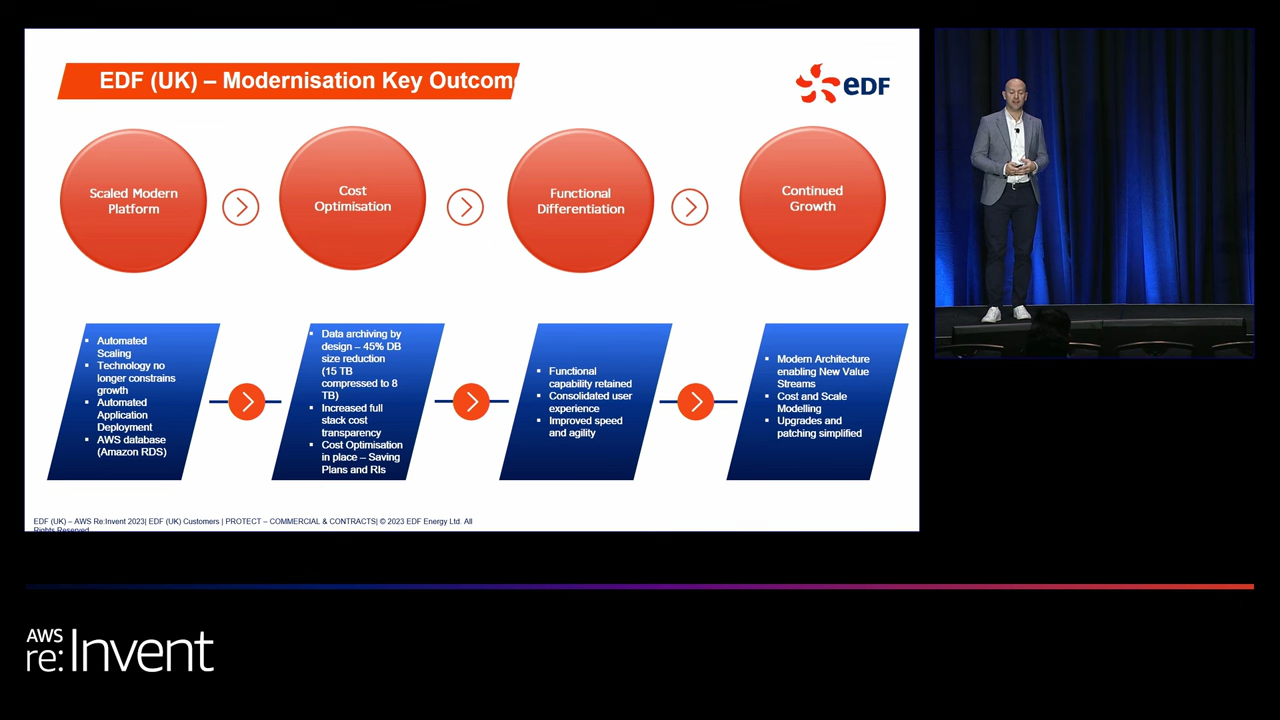 EDF (UK) – Modernisation Key Outcom
edf
Scaled Modern
Platform
Cost
Optimisation
Functional
Differentiation
Continued
Growth
▪ Automated
Scaling
▪ Technology no
longer constrains
growth
▪ Automated
Application
Deployment
▪ AWS database
(Amazon RDS)
▪ Data archiving by
design – 45% DB
size reduction
(15 TB
compressed to 8
TB)
▪ Increased full
stack cost
transparency
▪ Cost Optimisation
in place – Saving
Plans and RIs
▪ Functional
capability retained
▪ Consolidated user
experience
▪ Improved speed
and agility
▪ Modern Architecture
enabling New Value
Streams
▪ Cost and Scale
Modelling
▪ Upgrades and
patching simplified
EDF (UK) – AWS Re:Invent 2023| EDF (UK) Customers | PROTECT – COMMERCIAL & CONTRACTS| © 2023 EDF Energy Ltd. All
Rights Reserved
AWS
re:Invent